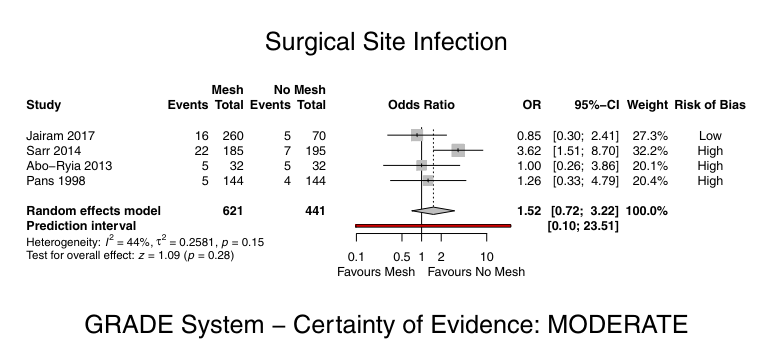 Surgical Site Infection
Mesh No Mesh
Study Events Total Events Total Odds Ratio OR 95%−CI Weight Risk of Bias
Jairam 2017 16 260 5 70 0.85 [0.30; 2.41] 27.3% Low
Sarr 2014 22 185 7 195 3.62 [1.51; 8.70] 32.2% High
Abo−Ryia 2013 5 32 5 32 1.00 [0.26; 3.86] 20.1% High
Pans 1998 5 144 4 144 1.26 [0.33; 4.79] 20.4% High
Random effects model 621 441 1.52 [0.72; 3.22] 100.0%
Prediction interval [0.10; 23.51]
Heterogeneity: I² = 44%, τ² = 0.2581, p = 0.15
Test for overall effect: z = 1.09 (p = 0.28)
0.1 0.5 1 2 10
Favours Mesh Favours No Mesh
GRADE System − Certainty of Evidence: MODERATE